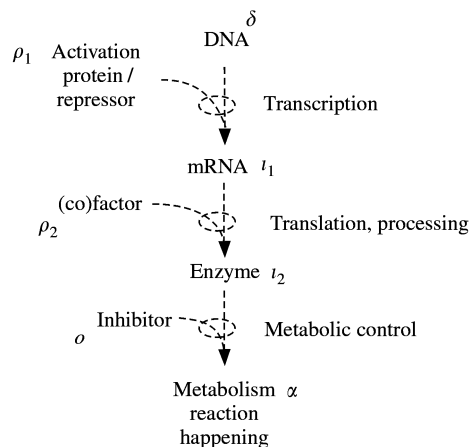 δ
DNA
ρ1 Activation
protein /
repressor
Transcription
mRNA ι1
(co)factor
ρ2
Translation, processing
Enzyme ι2
Inhibitor
o
Metabolic control
Metabolism α
reaction
happening